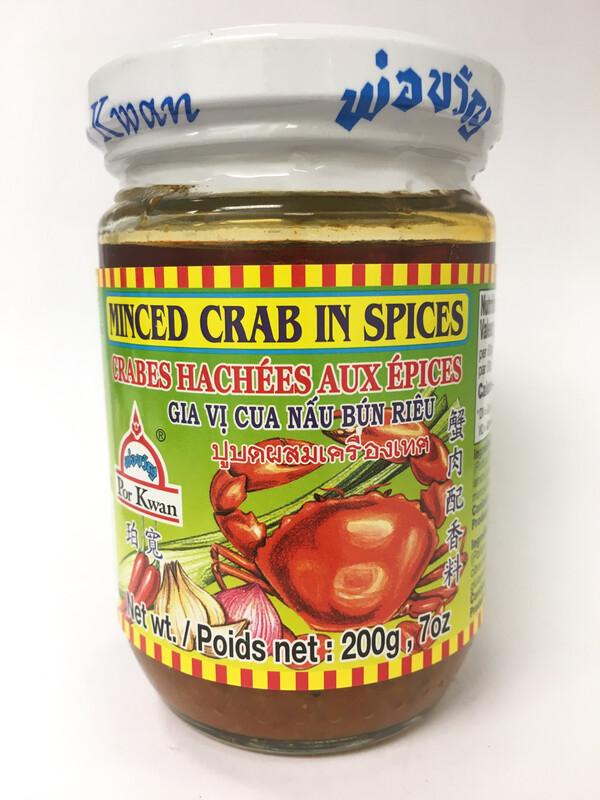 Kwan
พ่อขวัญ
MINCED CRAB IN SPICES
CRABES HACHÉES AUX ÉPICES
GIA VỊ CUA NẤU BÚN RIÊU
ปูบดผสมเครื่องเทศ
พ่อขวัญ
®
Por Kwan
珀寬
蟹肉配香料
Net wt. / Poids net : 200g , 7oz